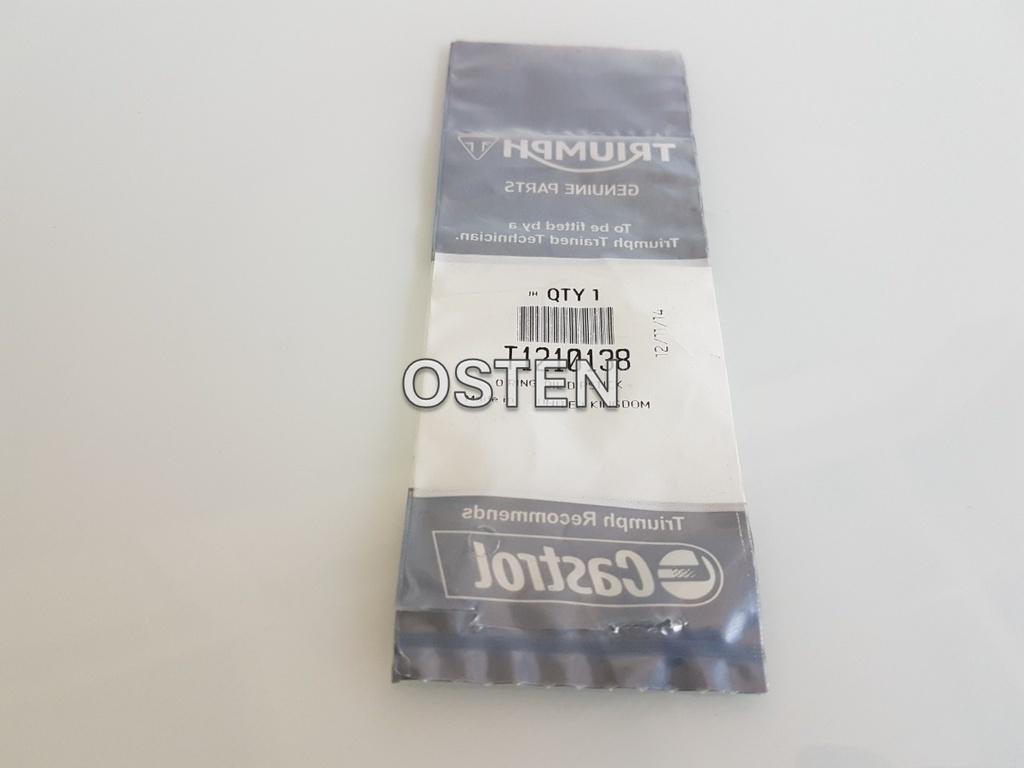 TRIUMPH
GENUINE PARTS
To be fitted by a
Triumph Trained Technician.
QTY 1
12/11/14
T1210138
OSTEN
O RING
KINGDOM
Triumph Recommends
Castrol